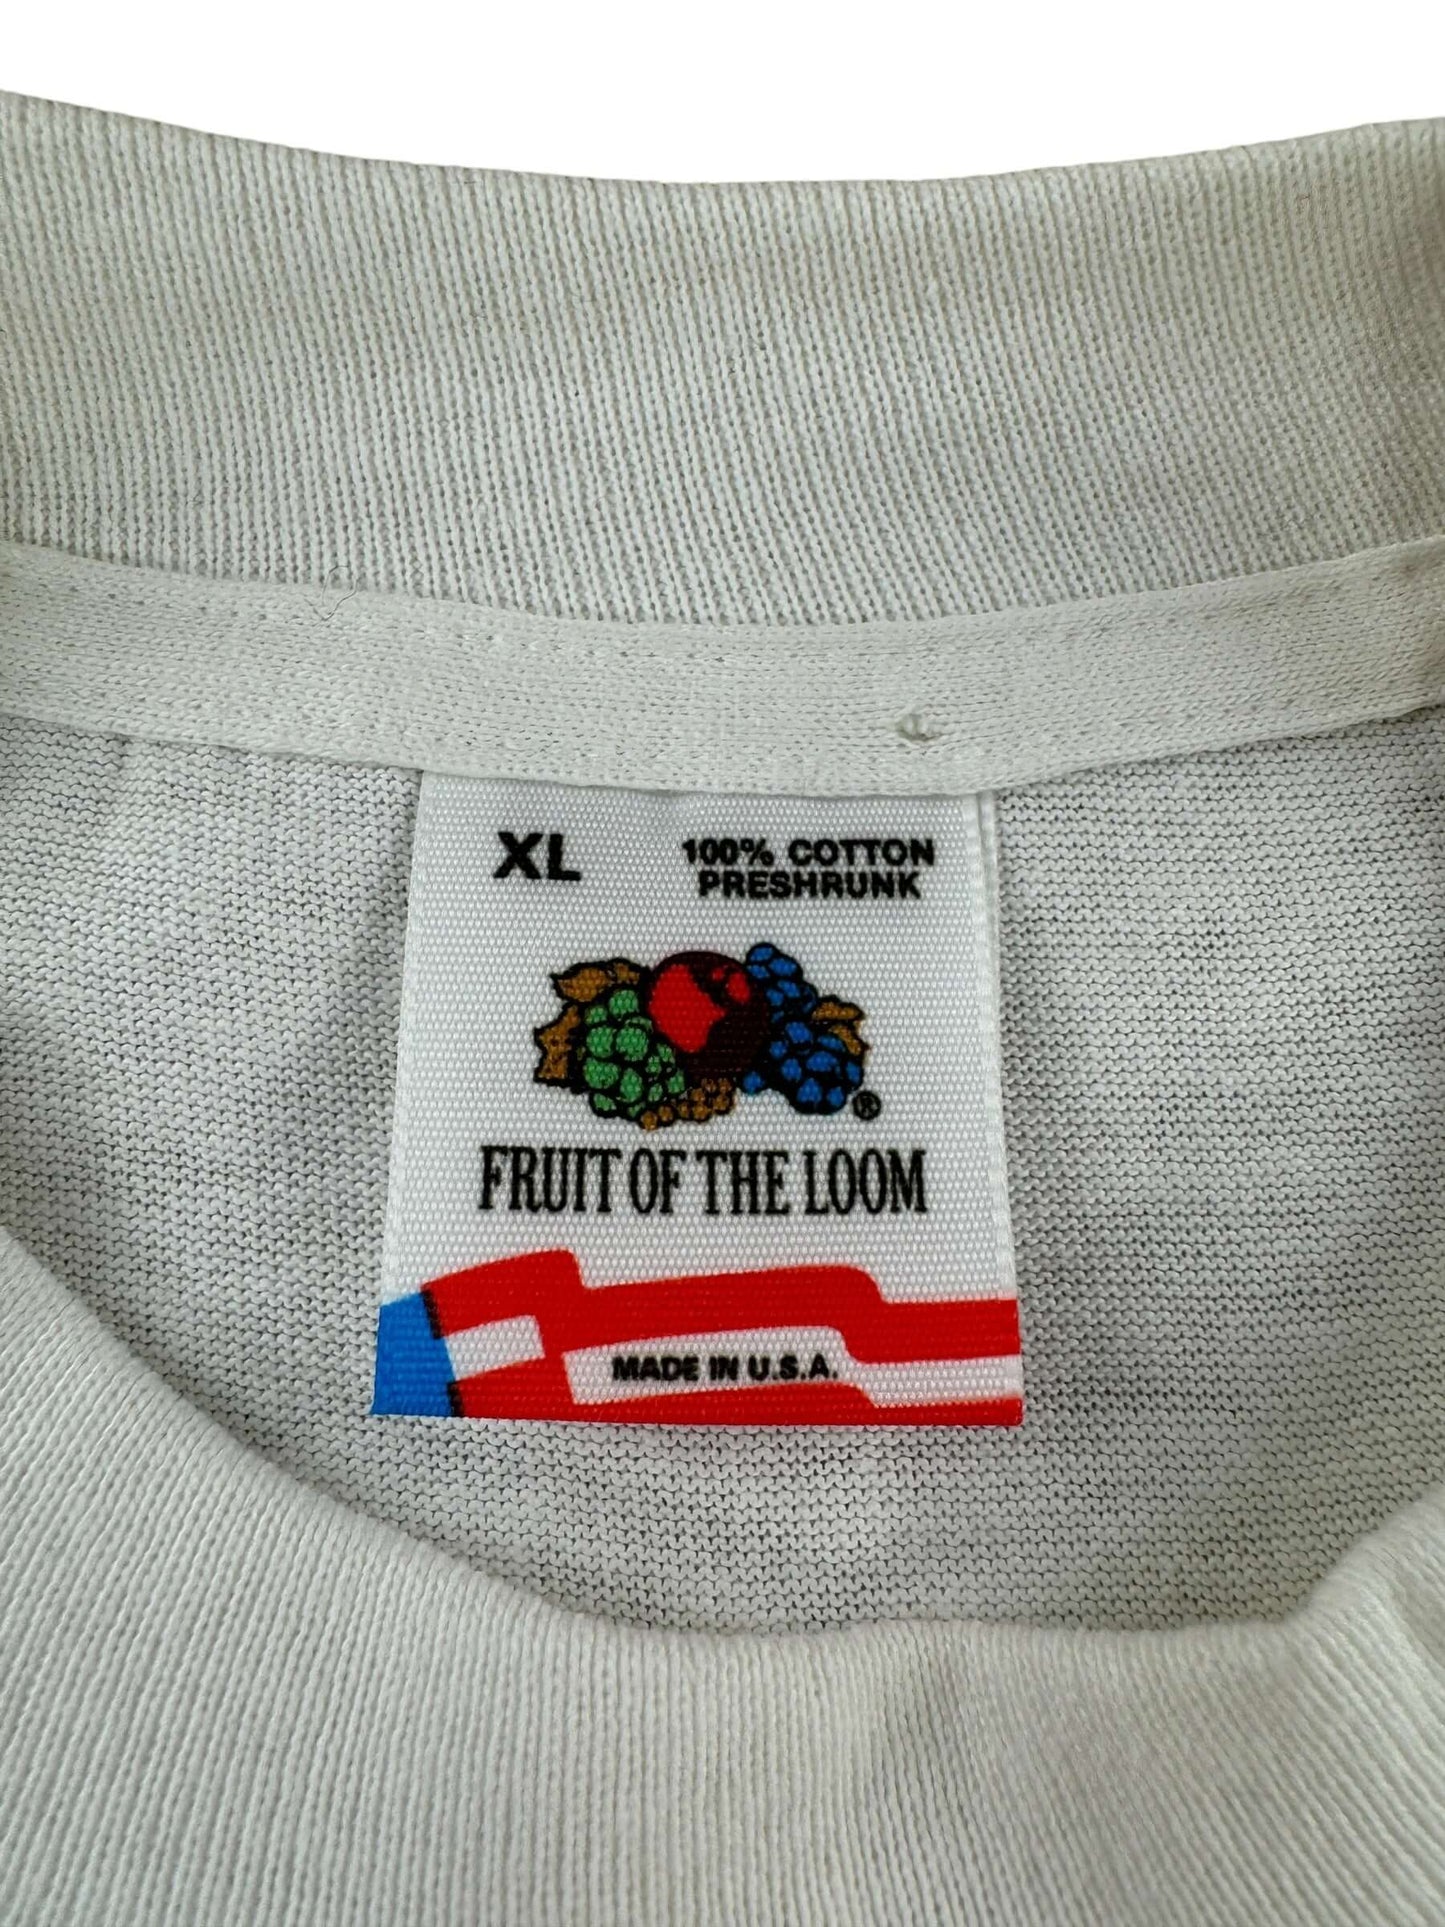 XL
100% COTTON
PRESHRUNK
®
FRUIT OF THE LOOM
MADE IN U.S.A.